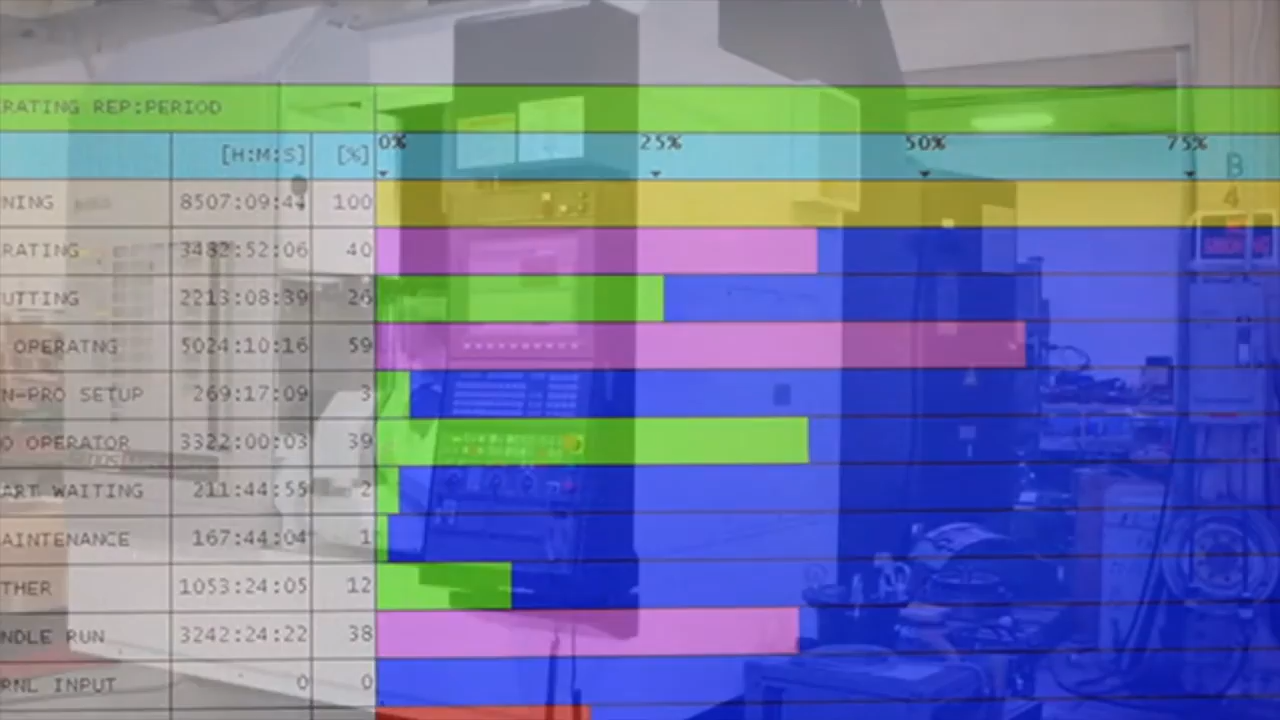 RATING REP:PERIOD
[H:M:S] [%] 0% 25% 50% 75%
B
NING 8507:09:44 100 4
RATING 3482:52:06 40
UTTING 2213:08:39 26
OPERATNG 5024:10:16 59
N-PRO SETUP 269:17:09 3
O OPERATOR 3322:00:03 39
ART WAITING 211:44:55 2
AINTENANCE 167:44:04 1
THER 1053:24:05 12
NDLE RUN 3242:24:22 38
RNL INPUT 0 0